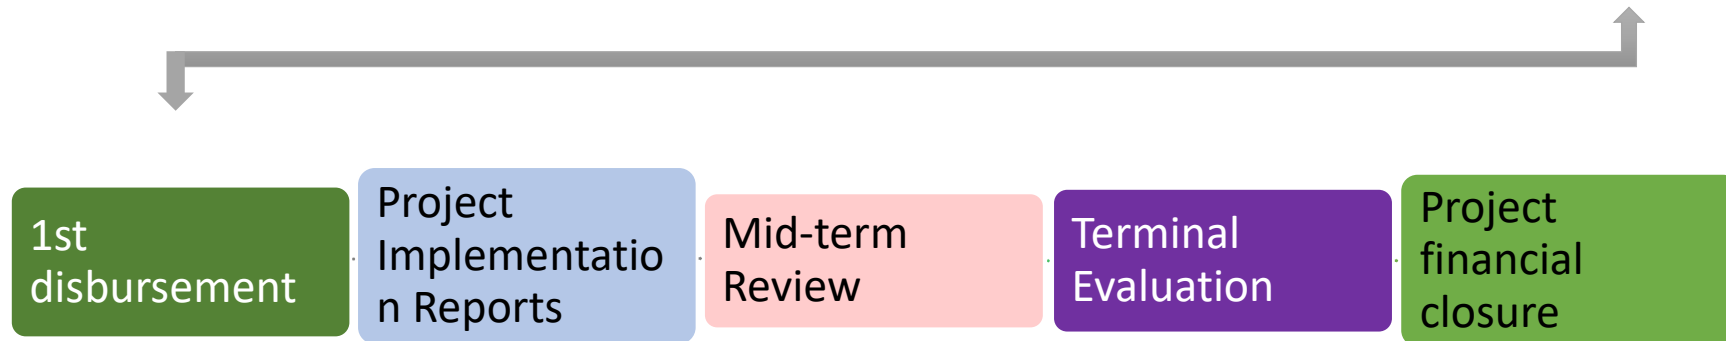 1st
disbursement
Project
Implementatio
n Reports
Mid-term
Review
Terminal
Evaluation
Project
financial
closure